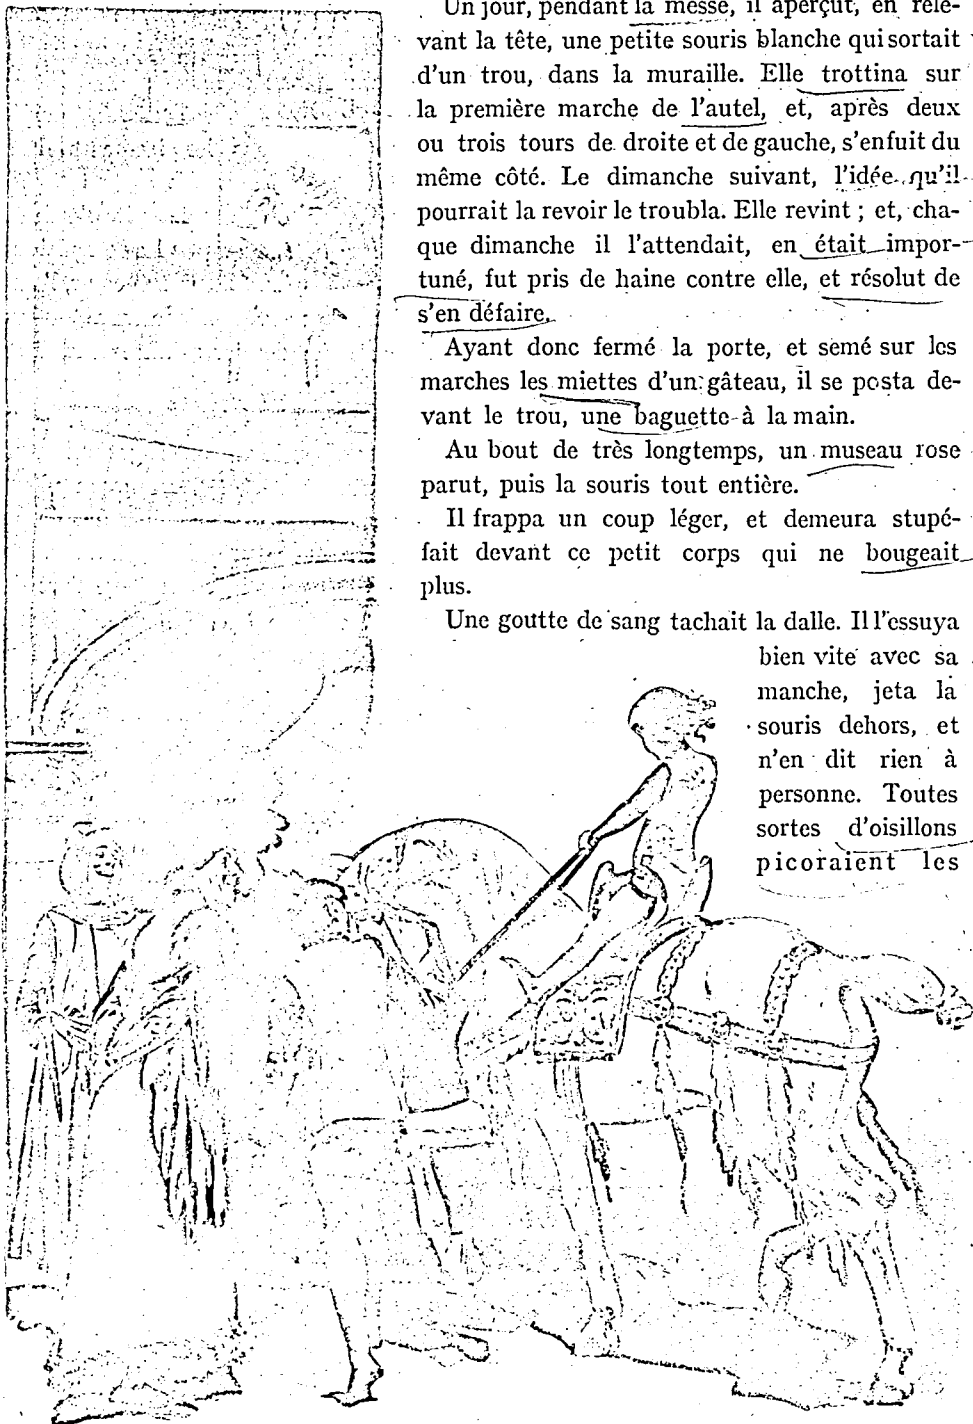 Un jour, pendant la messe, il aperçut, en rele-
vant la tête, une petite souris blanche qui sortait
d'un trou, dans la muraille. Elle trottina sur
la première marche de l'autel, et, après deux
ou trois tours de droite et de gauche, s'enfuit du
même côté. Le dimanche suivant, l'idée qu'il
pourrait la revoir le troubla. Elle revint ; et, cha-
que dimanche il l'attendait, en était impor-
tuné, fut pris de haine contre elle, et résolut de
s'en défaire.
Ayant donc fermé la porte, et semé sur les
marches les miettes d'un gâteau, il se posta de-
vant le trou, une baguette à la main.
Au bout de très longtemps, un museau rose
parut, puis la souris tout entière.
Il frappa un coup léger, et demeura stupé-
fait devant ce petit corps qui ne bougeait
plus.
Une goutte de sang tachait la dalle. Il l'essuya
bien vite avec sa
manche, jeta la
souris dehors, et
n'en dit rien à
personne. Toutes
sortes d'oisillons
picoraient les